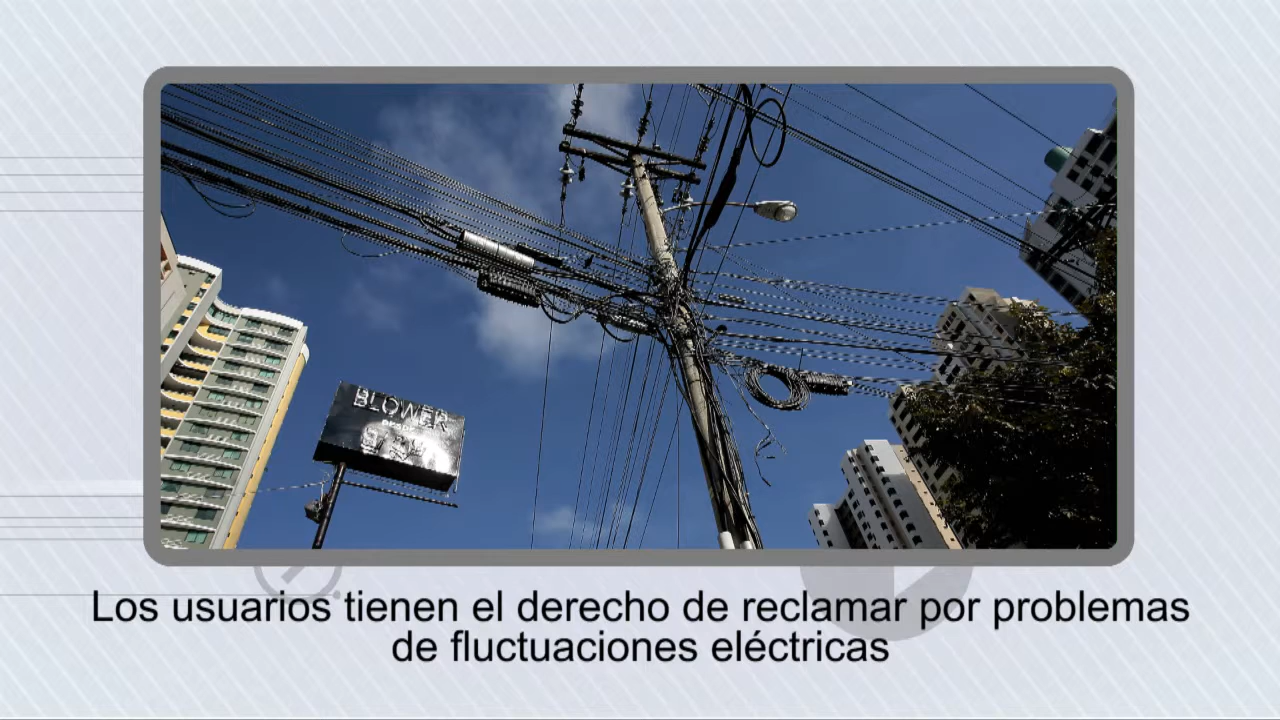 BLOWER
Los usuarios tienen el derecho de reclamar por problemas
de fluctuaciones eléctricas